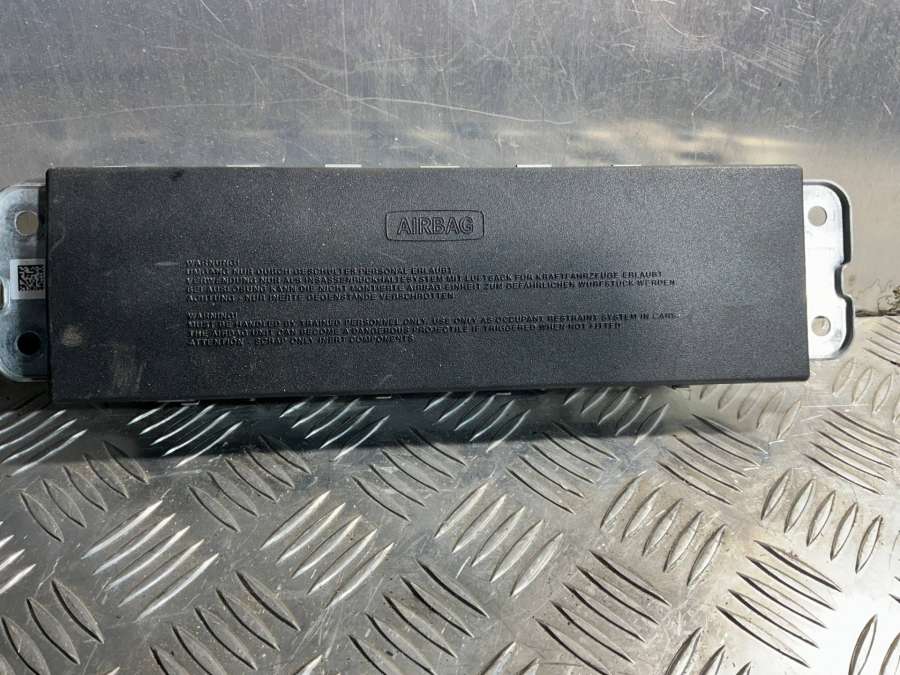 AIRBAG
WARNUNG!
UMGANG NUR DURCH GESCHULTES PERSONAL ERLAUBT.
VERWENDUNG NUR ALS INSASSENRÜCKHALTESYSTEM MIT LUFTSACK FÜR KRAFTFAHRZEUGE ERLAUBT.
BEI AUSLÖSUNG KANN DIE NICHT MONTIERTE AIRBAG-EINHEIT ZUM GEFÄHRLICHEN WURFSTÜCK WERDEN.
ACHTUNG - NUR INERTE GEGENSTÄNDE VERSCHROTTEN.
WARNING!
MUST BE HANDLED BY TRAINED PERSONNEL ONLY. USE ONLY AS OCCUPANT RESTRAINT SYSTEM IN CARS.
THE AIRBAG UNIT CAN BECOME A DANGEROUS PROJECTILE IF TRIGGERED WHEN NOT FITTED.
ATTENTION - SCRAP ONLY INERT COMPONENTS.